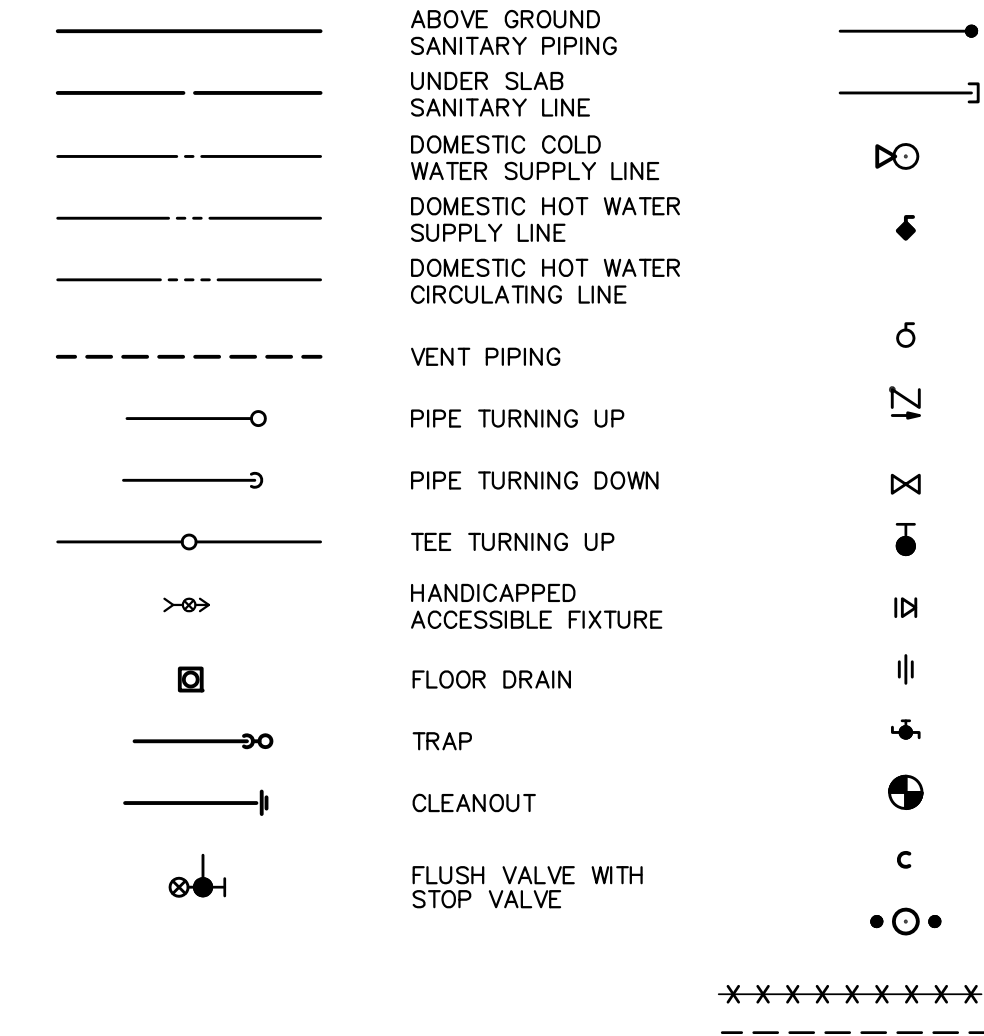 ABOVE GROUND
SANITARY PIPING
UNDER SLAB
SANITARY LINE
DOMESTIC COLD
WATER SUPPLY LINE
DOMESTIC HOT WATER
SUPPLY LINE
DOMESTIC HOT WATER
CIRCULATING LINE
VENT PIPING
PIPE TURNING UP
PIPE TURNING DOWN
TEE TURNING UP
HANDICAPPED
ACCESSIBLE FIXTURE
FLOOR DRAIN
TRAP
CLEANOUT
FLUSH VALVE WITH
STOP VALVE
C